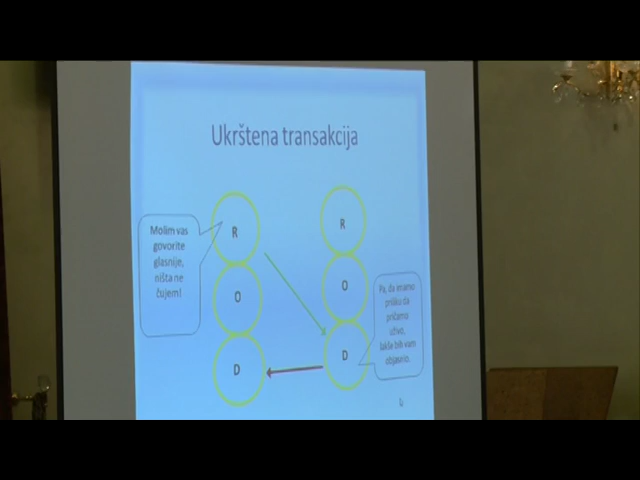 Ukrštena transakcija
Molim vas
govorite
glasnije,
ništa ne
čujem!
R
O
D
R
O
D
Pa, da imamo
priliku da
pričamo
uživo,
lakše bih vam
objasnio.